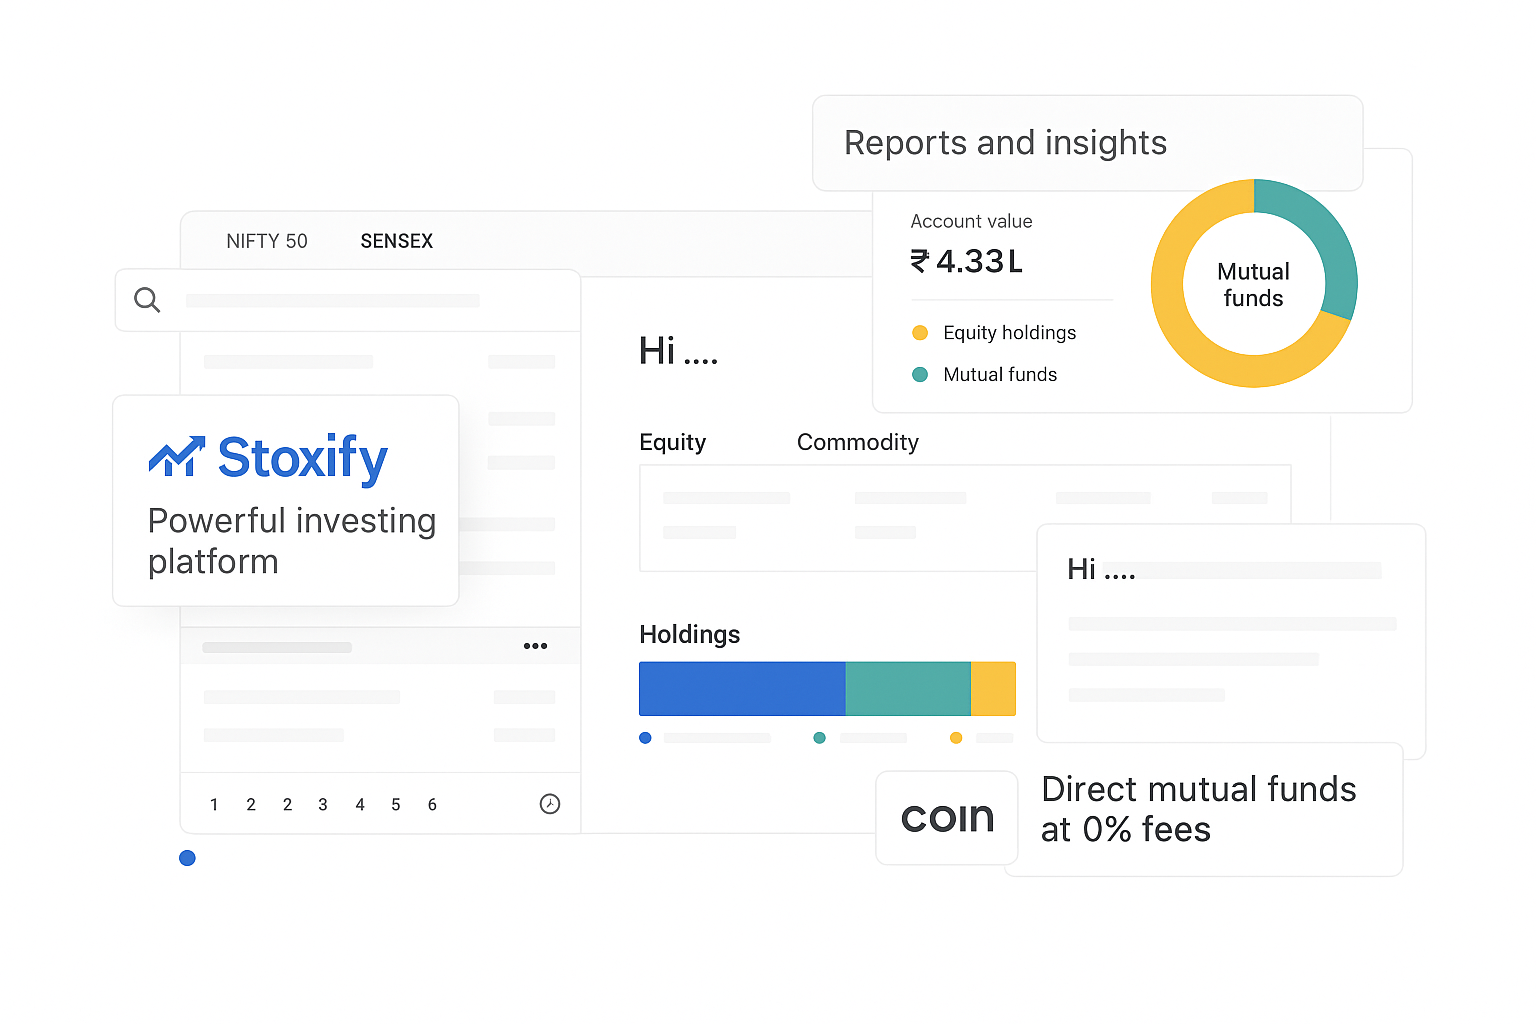 Reports and insights
Account value
₹ 4.33L
Equity holdings
Mutual funds
Mutual
funds
NIFTY 50 SENSEX
Hi ....
Stoxify
Powerful investing
platform
Equity Commodity
Holdings
1 2 2 3 4 5 6
Hi ....
coin
Direct mutual funds
at 0% fees